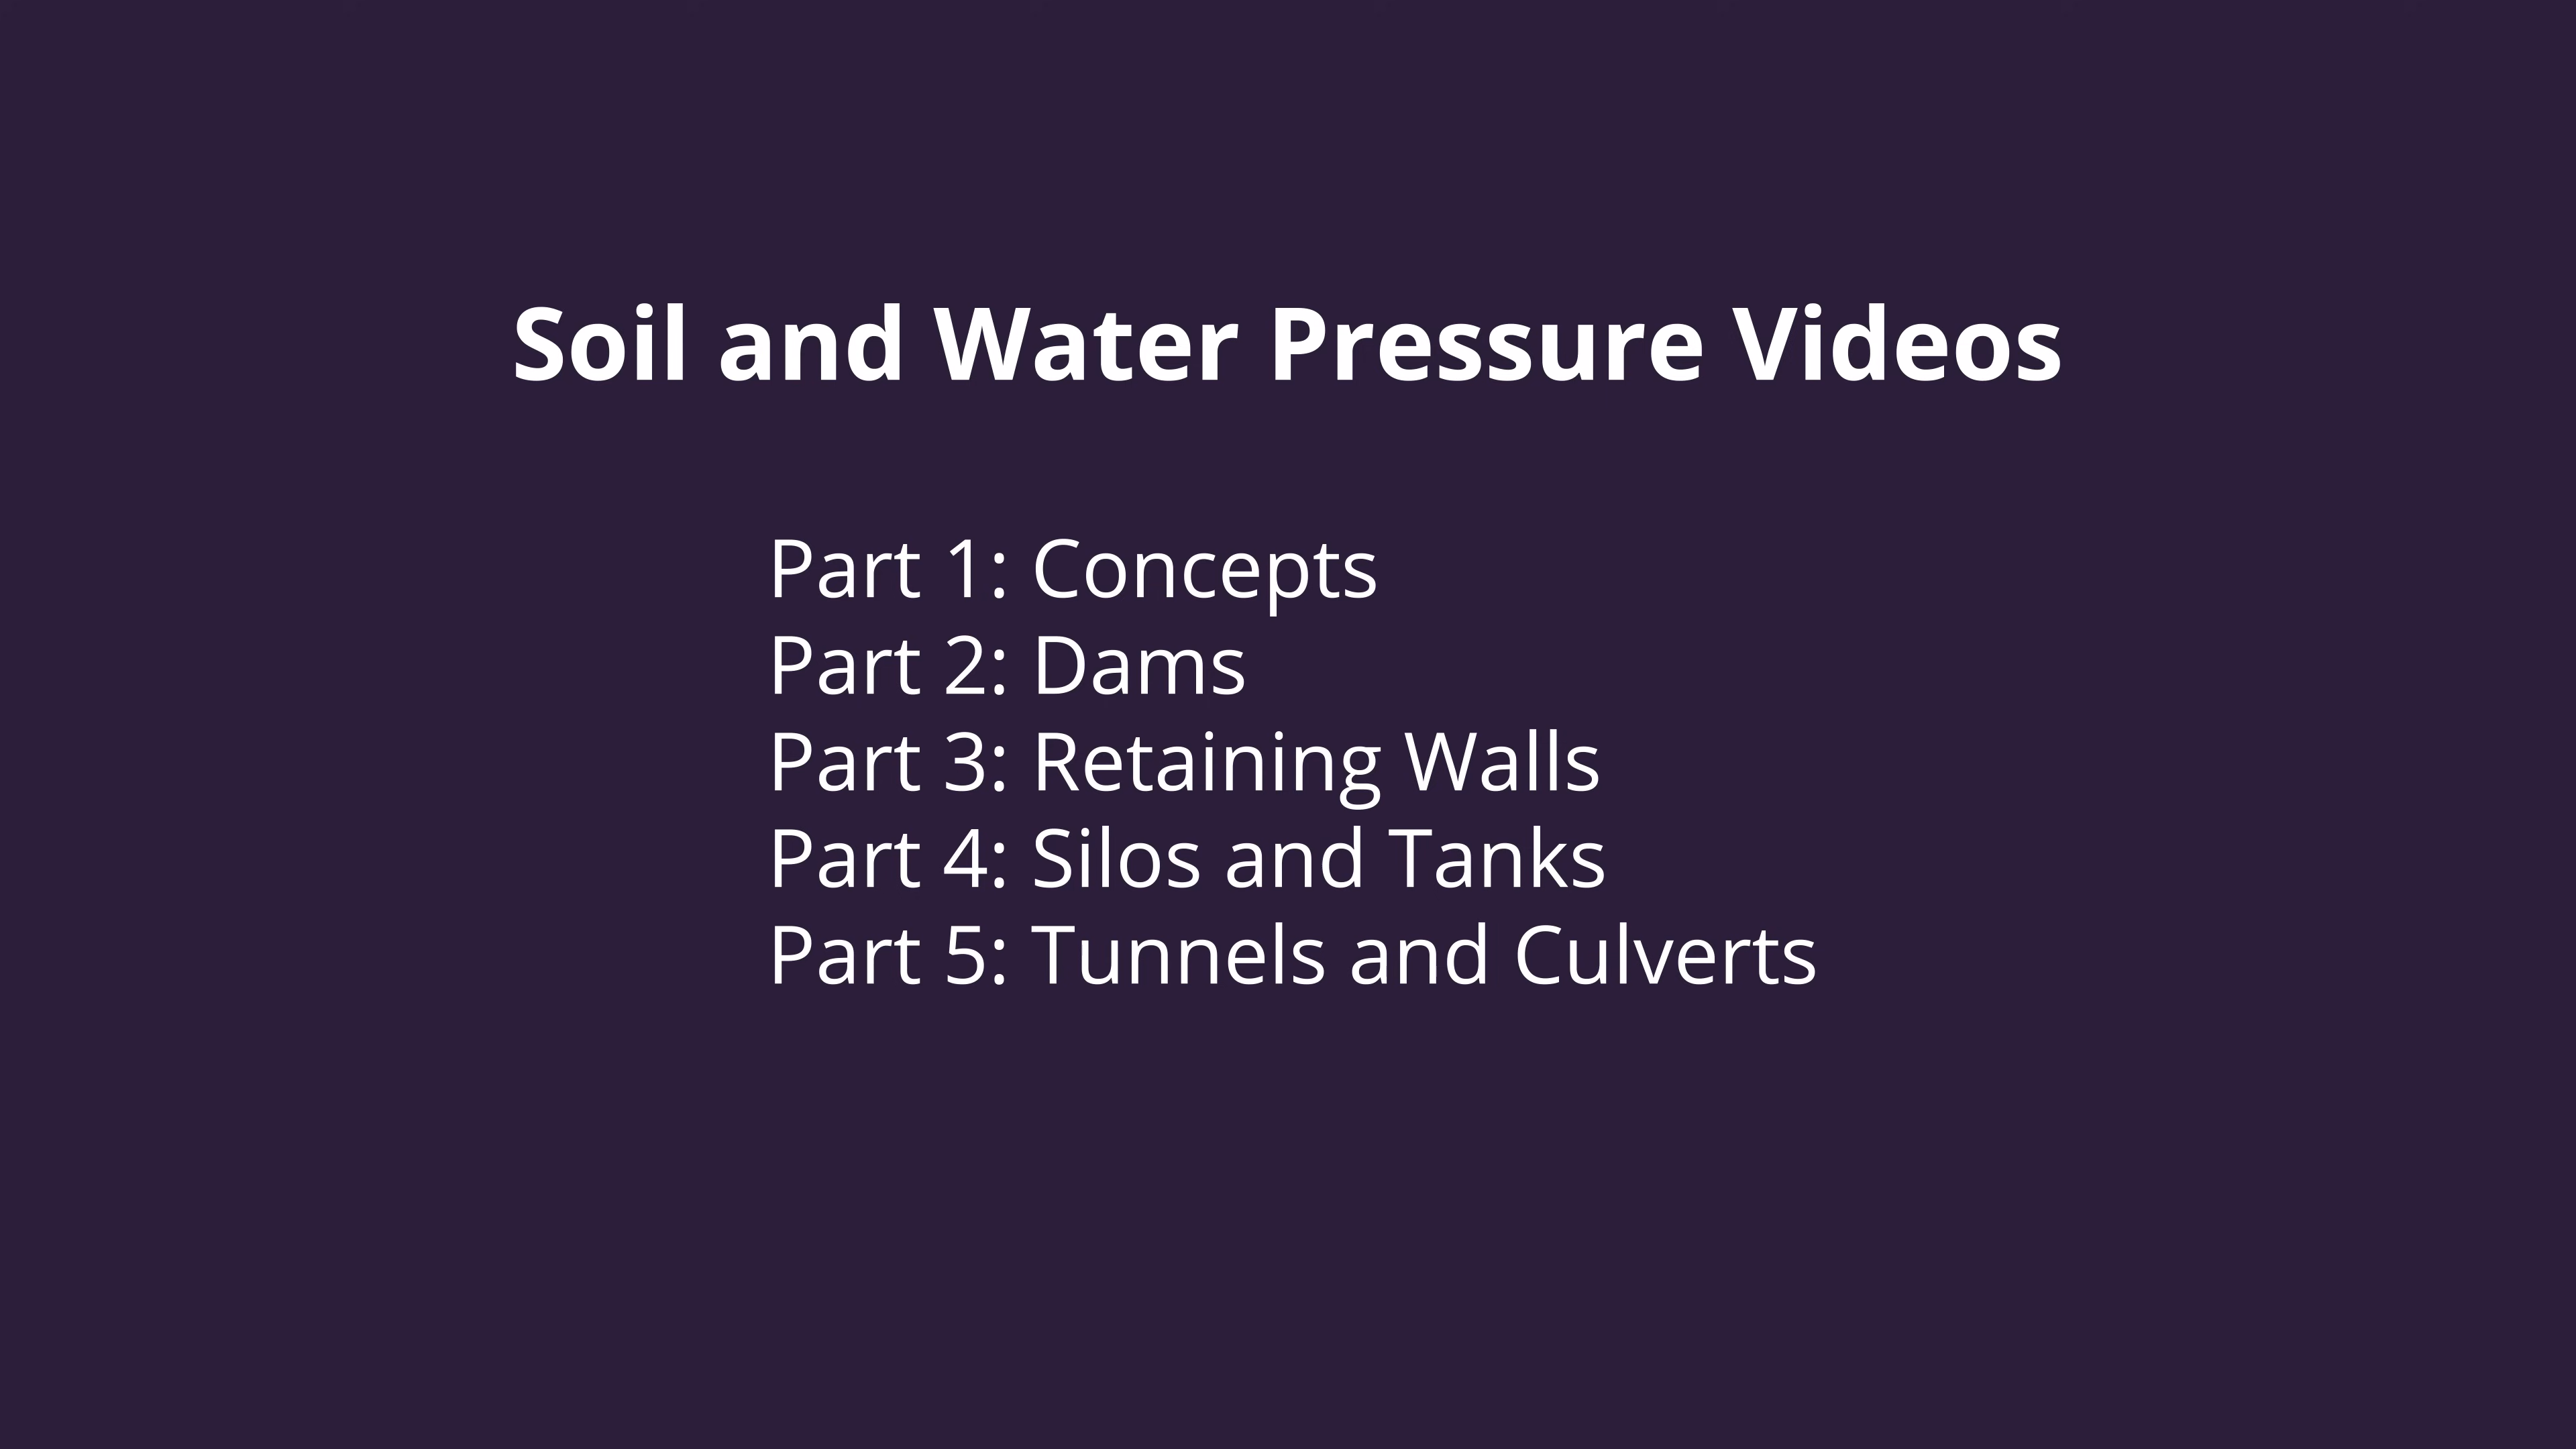 Soil and Water Pressure Videos
Part 1: Concepts
Part 2: Dams
Part 3: Retaining Walls
Part 4: Silos and Tanks
Part 5: Tunnels and Culverts